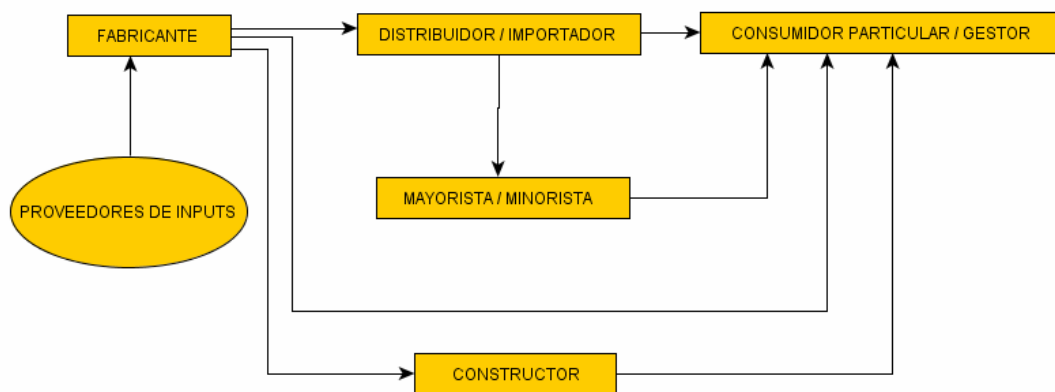 FABRICANTE
DISTRIBUIDOR / IMPORTADOR
CONSUMIDOR PARTICULAR / GESTOR
MAYORISTA / MINORISTA
PROVEEDORES DE INPUTS
CONSTRUCTOR